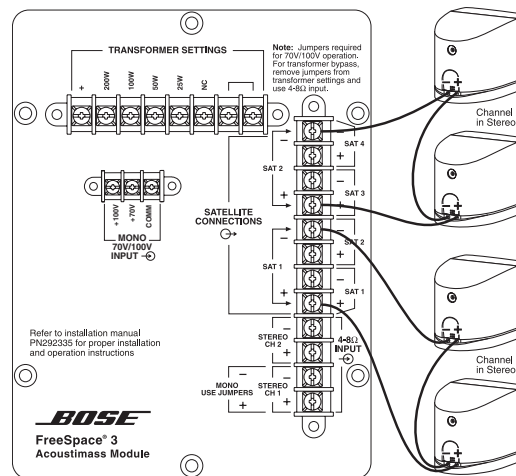 TRANSFORMER SETTINGS
+
200W
100W
50W
25W
NC
Note: Jumpers required
for 70V/100V operation.
For transformer bypass,
remove jumpers from
transformer settings and
use 4-8Ω input.
+100V
+70V
COMM
MONO
70V/100V
INPUT
SATELLITE
CONNECTIONS
SAT 2
−
+
SAT 1
−
+
− SAT 4
+
− SAT 3
+
− SAT 2
+
− SAT 1
+
STEREO
CH 2
−
+
4-8Ω
INPUT
MONO
USE JUMPERS
−
+
STEREO
CH 1
−
+
Refer to installation manual
PN292335 for proper installation
and operation instructions
BOSE
FreeSpace® 3
Acoustimass Module
− +
Channel
in Stereo
− +
− +
Channel
in Stereo
− +